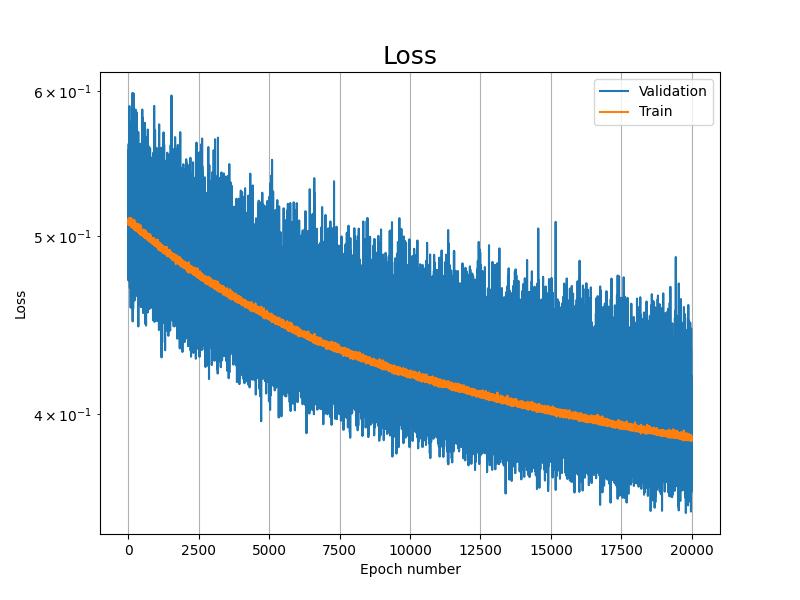 Loss
Validation
Train
6 × 10⁻¹
5 × 10⁻¹
4 × 10⁻¹
Loss
0 2500 5000 7500 10000 12500 15000 17500 20000
Epoch number